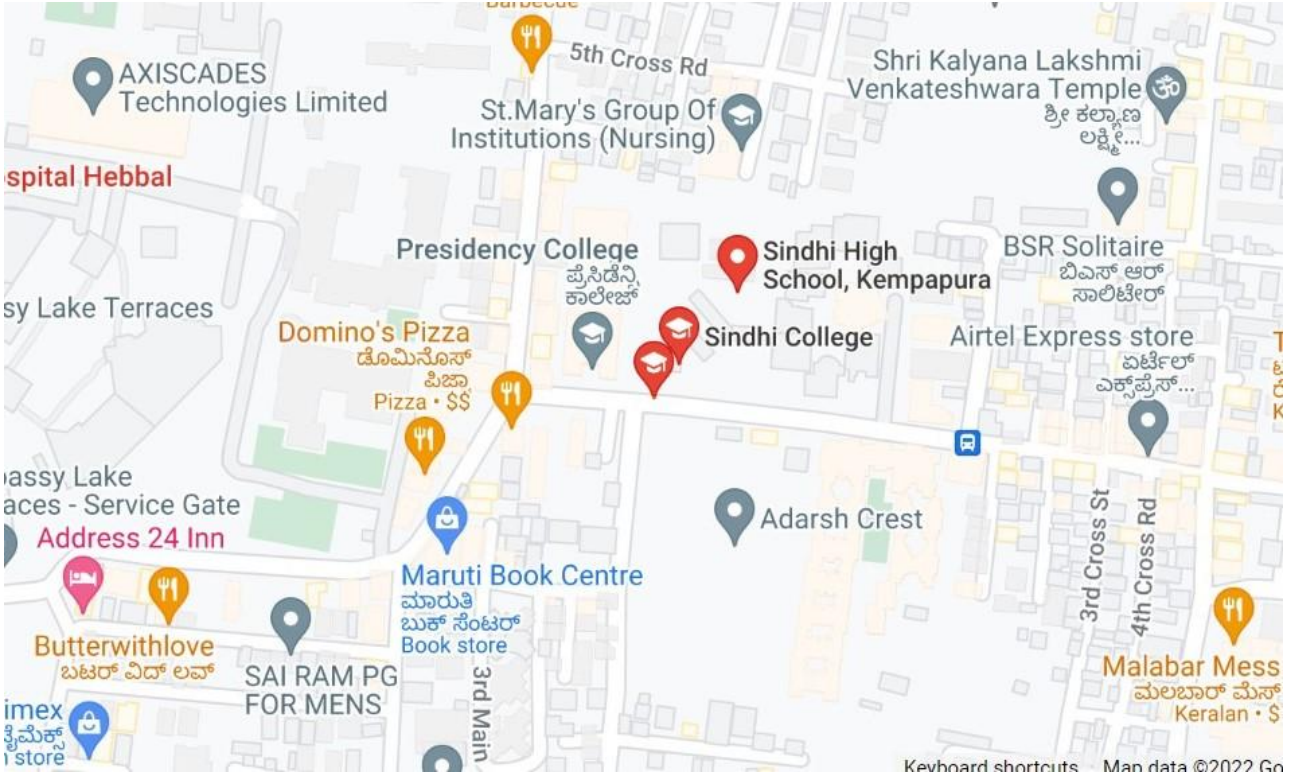 Barbecue
5th Cross Rd
AXISCADES
Technologies Limited
St.Mary's Group Of
Institutions (Nursing)
Shri Kalyana Lakshmi
Venkateshwara Temple
ಶ್ರೀ ಕಲ್ಯಾಣ
ಲಕ್ಷ್ಮೀ...
spital Hebbal
Presidency College
ಪ್ರೆಸಿಡೆನ್ಸಿ
ಕಾಲೇಜ್
Sindhi High
School, Kempapura
BSR Solitaire
ಬಿಎಸ್ ಆರ್
ಸಾಲಿಟೇರ್
sy Lake Terraces
Domino's Pizza
ಡೊಮಿನೊಸ್
ಪಿಜ್ಜಾ
Pizza • $$
Sindhi College
Airtel Express store
ಏರ್ಟೆಲ್
ಎಕ್ಸ್‌ಪ್ರೆಸ್...
assy Lake
aces - Service Gate
Adarsh Crest
Address 24 Inn
Maruti Book Centre
ಮಾರುತಿ
ಬುಕ್ ಸೆಂಟರ್
Book store
3rd Cross St
4th Cross Rd
Butterwithlove
ಬಟರ್ ವಿದ್ ಲವ್
SAI RAM PG
FOR MENS
3rd Main
Malabar Mess
ಮಲಬಾರ್ ಮೆಸ್
Keralan • $
imex
ೈಮೆಕ್ಸ್
n store
Keyboard shortcuts
Map data ©2022 Go